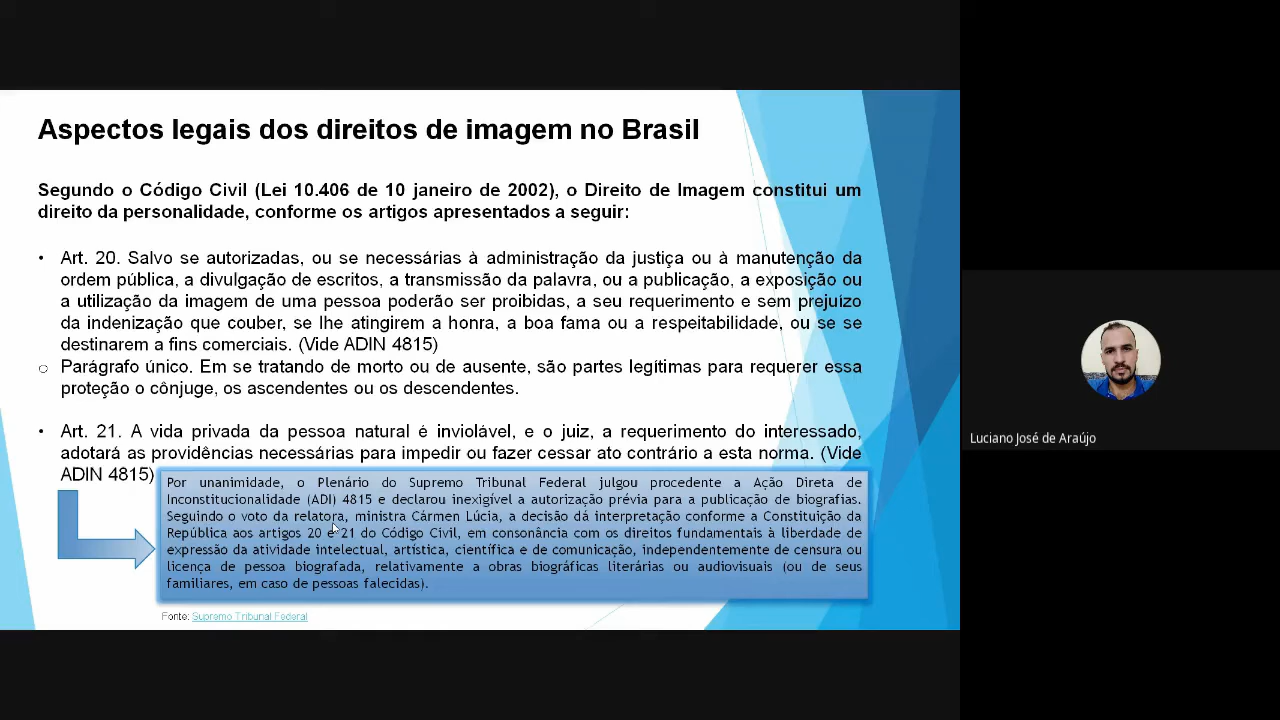 Aspectos legais dos direitos de imagem no Brasil
Segundo o Código Civil (Lei 10.406 de 10 janeiro de 2002), o Direito de Imagem constitui um
direito da personalidade, conforme os artigos apresentados a seguir:
• Art. 20. Salvo se autorizadas, ou se necessárias à administração da justiça ou à manutenção da
ordem pública, a divulgação de escritos, a transmissão da palavra, ou a publicação, a exposição ou
a utilização da imagem de uma pessoa poderão ser proibidas, a seu requerimento e sem prejuízo
da indenização que couber, se lhe atingirem a honra, a boa fama ou a respeitabilidade, ou se se
destinarem a fins comerciais. (Vide ADIN 4815)
o Parágrafo único. Em se tratando de morto ou de ausente, são partes legítimas para requerer essa
proteção o cônjuge, os ascendentes ou os descendentes.
• Art. 21. A vida privada da pessoa natural é inviolável, e o juiz, a requerimento do interessado,
adotará as providências necessárias para impedir ou fazer cessar ato contrário a esta norma. (Vide
ADIN 4815)
Por unanimidade, o Plenário do Supremo Tribunal Federal julgou procedente a Ação Direta de
Inconstitucionalidade (ADI) 4815 e declarou inexigível a autorização prévia para a publicação de biografias.
Seguindo o voto da relatora, ministra Cármen Lúcia, a decisão dá interpretação conforme a Constituição da
República aos artigos 20 e 21 do Código Civil, em consonância com os direitos fundamentais à liberdade de
expressão da atividade intelectual, artística, científica e de comunicação, independentemente de censura ou
licença de pessoa biografada, relativamente a obras biográficas literárias ou audiovisuais (ou de seus
familiares, em caso de pessoas falecidas).
Fonte: Supremo Tribunal Federal
Luciano José de Araújo